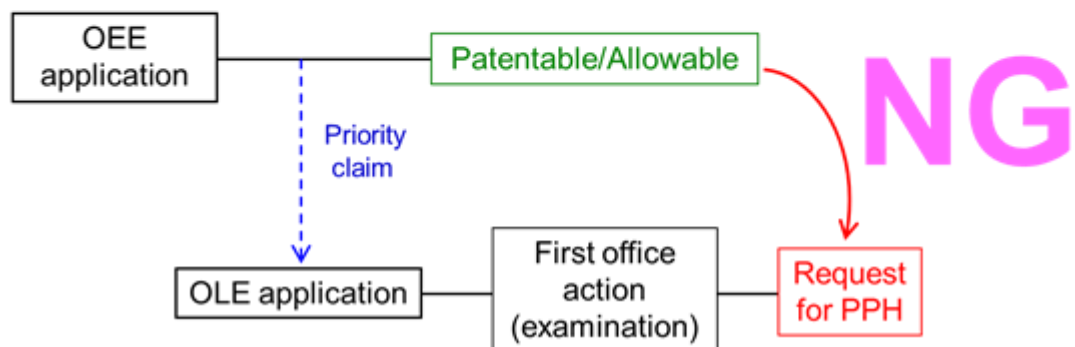 OEE
application
Patentable/Allowable
NG
Priority
claim
OLE application
First office
action
(examination)
Request
for PPH